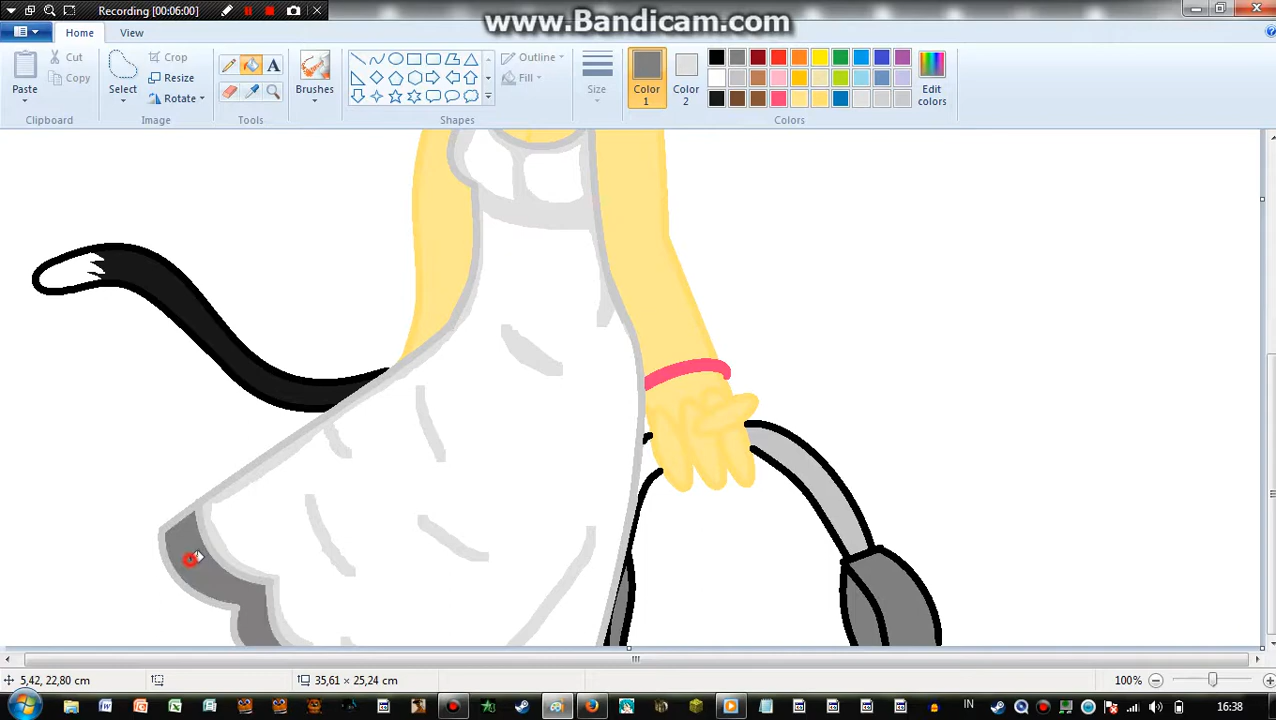 Recording [00:06:00]
www.Bandicam.com
Home View
Cut
Copy
Paste
Clipboard
Crop
Resize
Rotate
Select
Image
Tools
Brushes
Outline
Fill
Shapes
Size
Color 1
Color 2
Colors
Edit colors
5,42, 22,80 cm
35,61 × 25,24 cm
100%
IN
16:38